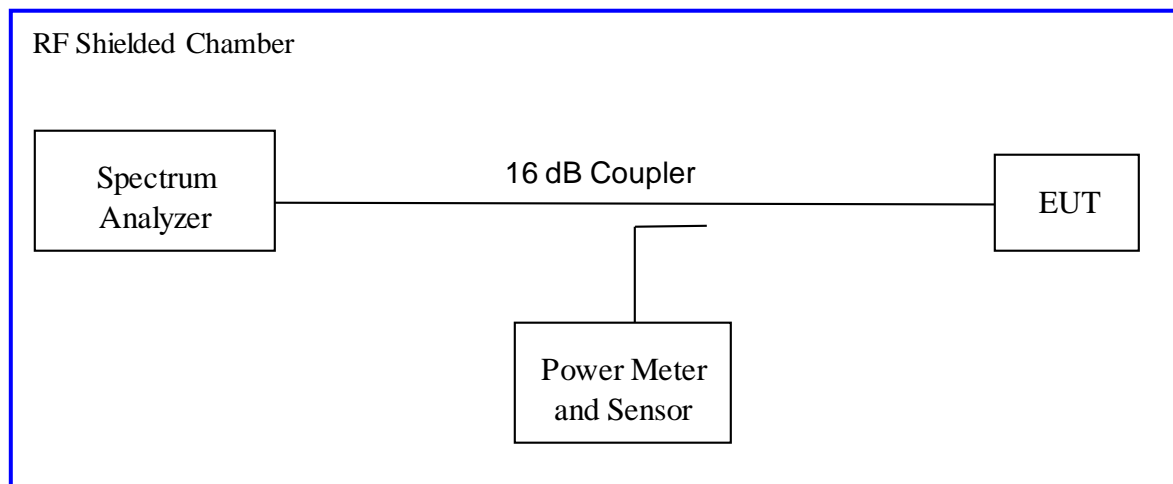 RF Shielded Chamber
16 dB Coupler
Spectrum
Analyzer
EUT
Power Meter
and Sensor